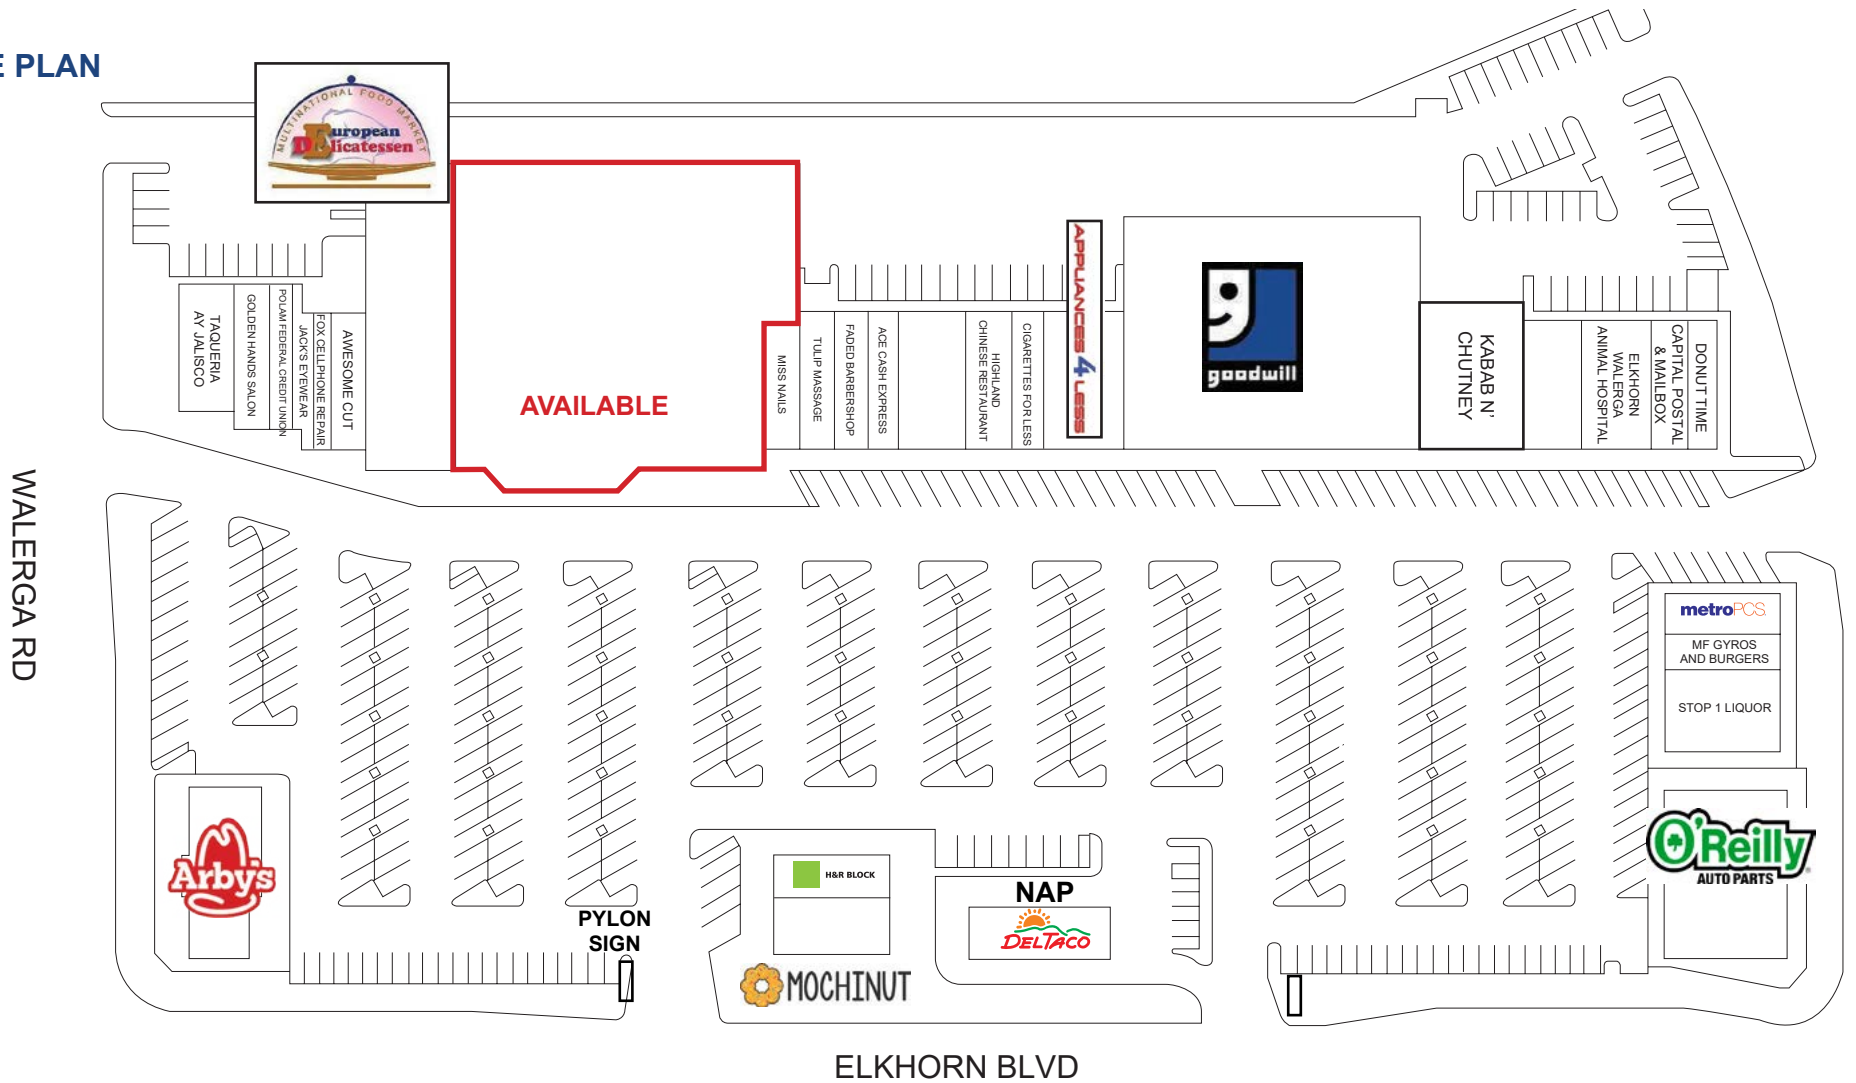 E PLAN
MULTINATIONAL FOOD MARKET
European
Delicatessen
TAQUERIA
AY JALISCO
GOLDEN HANDS SALON
POLAM FEDERAL CREDIT UNION
JACK'S EYEWEAR
FOX CELLPHONE REPAIR
AWESOME CUT
AVAILABLE
MISS NAILS
TULIP MASSAGE
FADED BARBERSHOP
ACE CASH EXPRESS
HIGHLAND
CHINESE RESTAURANT
CIGARETTES FOR LESS
APPLIANCES 4 LESS
goodwill
KABAB N'
CHUTNEY
ELKHORN
WALERGA
ANIMAL HOSPITAL
CAPITAL POSTAL
& MAILBOX
DONUT TIME
WALERGA RD
metroPCS.
MF GYROS
AND BURGERS
STOP 1 LIQUOR
Arby's
PYLON
SIGN
H&R BLOCK
MOCHINUT
NAP
DEL TACO
O'Reilly
AUTO PARTS
ELKHORN BLVD